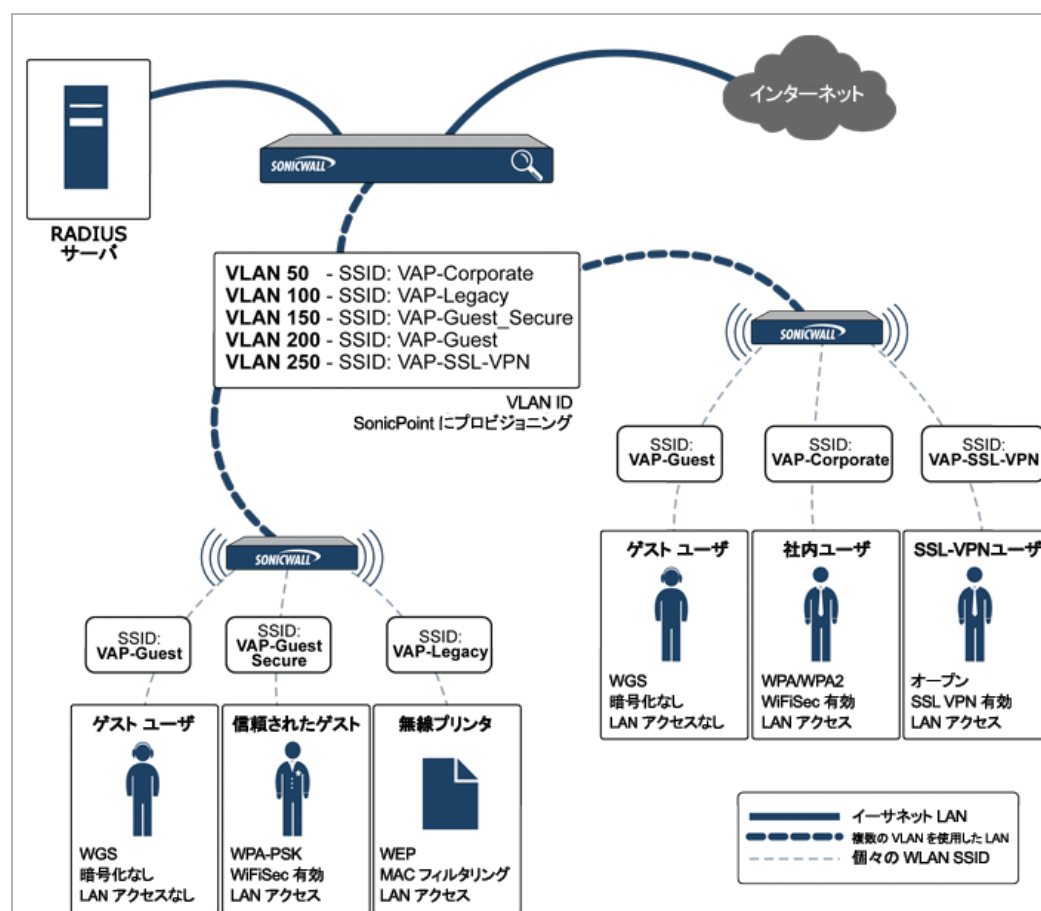 インターネット
SONICWALL
RADIUS
サーバ
VLAN 50 - SSID: VAP-Corporate
VLAN 100 - SSID: VAP-Legacy
VLAN 150 - SSID: VAP-Guest_Secure
VLAN 200 - SSID: VAP-Guest
VLAN 250 - SSID: VAP-SSL-VPN
VLAN ID
SonicPoint にプロビジョニング
SONICWALL
SSID:
VAP-Guest
SSID:
VAP-Corporate
SSID:
VAP-SSL-VPN
ゲスト ユーザ
WGS
暗号化なし
LAN アクセスなし
社内ユーザ
WPA/WPA2
WiFiSec 有効
LAN アクセス
SSL-VPNユーザ
オープン
SSL VPN 有効
LAN アクセス
SONICWALL
SSID:
VAP-Guest
SSID:
VAP-Guest
Secure
SSID:
VAP-Legacy
ゲスト ユーザ
WGS
暗号化なし
LAN アクセスなし
信頼されたゲスト
WPA-PSK
WiFiSec 有効
LAN アクセス
無線プリンタ
WEP
MAC フィルタリング
LAN アクセス
イーサネット LAN
複数の VLAN を使用した LAN
個々の WLAN SSID